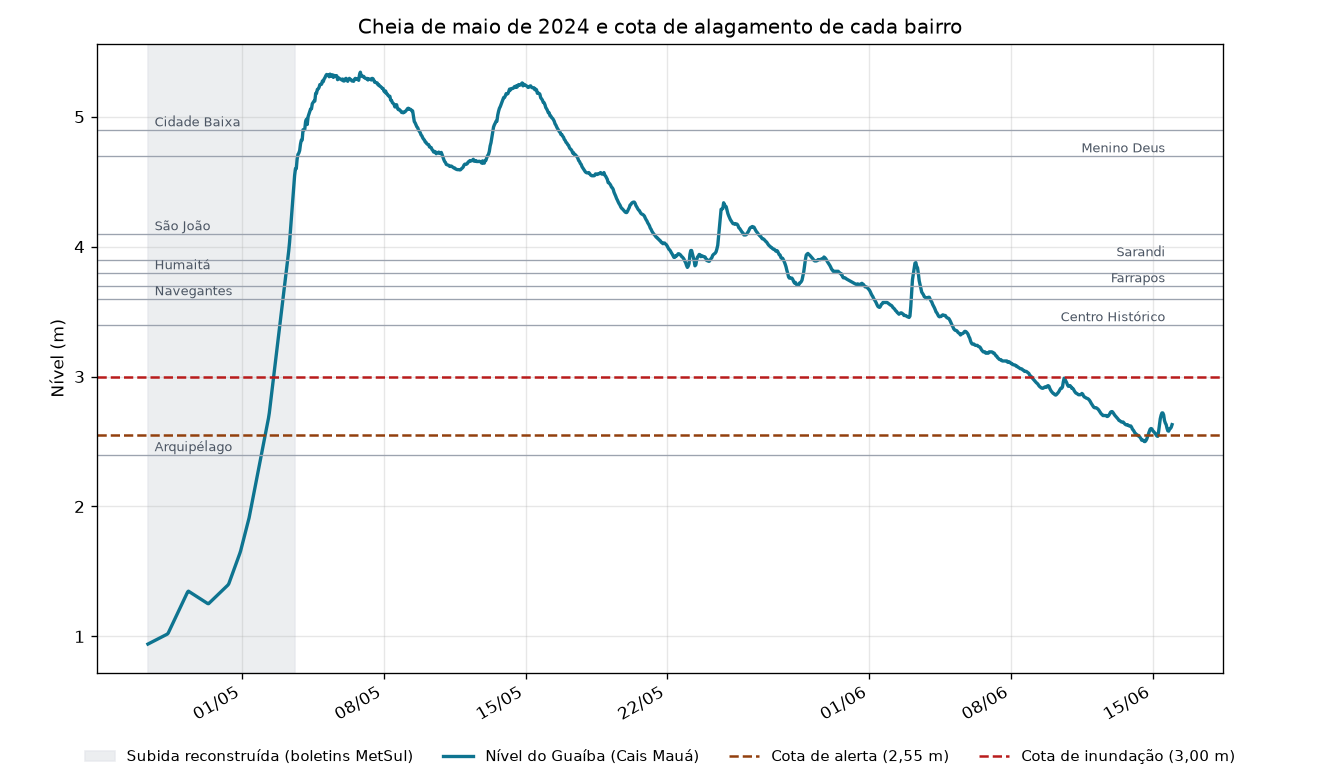 Cheia de maio de 2024 e cota de alagamento de cada bairro
Nível (m)
5
4
3
2
1
Cidade Baixa
Menino Deus
São João
Sarandi
Humaitá
Farrapos
Navegantes
Centro Histórico
Arquipélago
01/05
08/05
15/05
22/05
01/06
08/06
15/06
Subida reconstruída (boletins MetSul)
Nível do Guaíba (Cais Mauá)
Cota de alerta (2,55 m)
Cota de inundação (3,00 m)